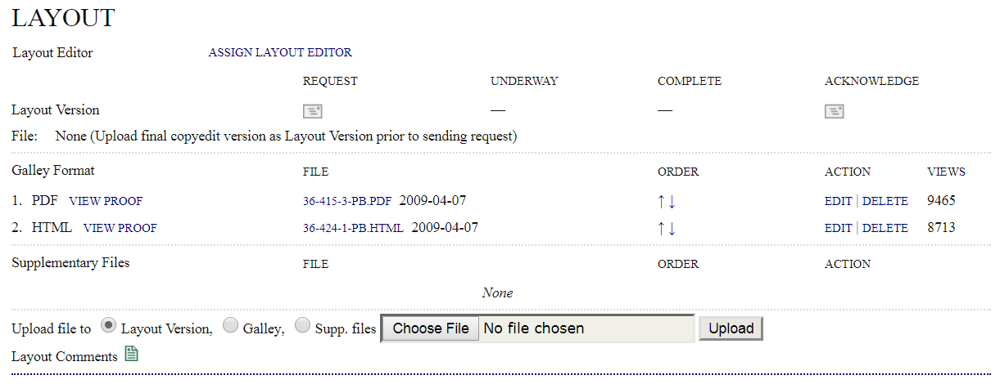 LAYOUT
Layout Editor ASSIGN LAYOUT EDITOR
REQUEST UNDERWAY COMPLETE ACKNOWLEDGE
Layout Version — —
File: None (Upload final copyedit version as Layout Version prior to sending request)
Galley Format FILE ORDER ACTION VIEWS
1. PDF VIEW PROOF 36-415-3-PB.PDF 2009-04-07 ↑↓ EDIT | DELETE 9465
2. HTML VIEW PROOF 36-424-1-PB.HTML 2009-04-07 ↑↓ EDIT | DELETE 8713
Supplementary Files FILE ORDER ACTION
None
Upload file to Layout Version, Galley, Supp. files Choose File No file chosen Upload
Layout Comments